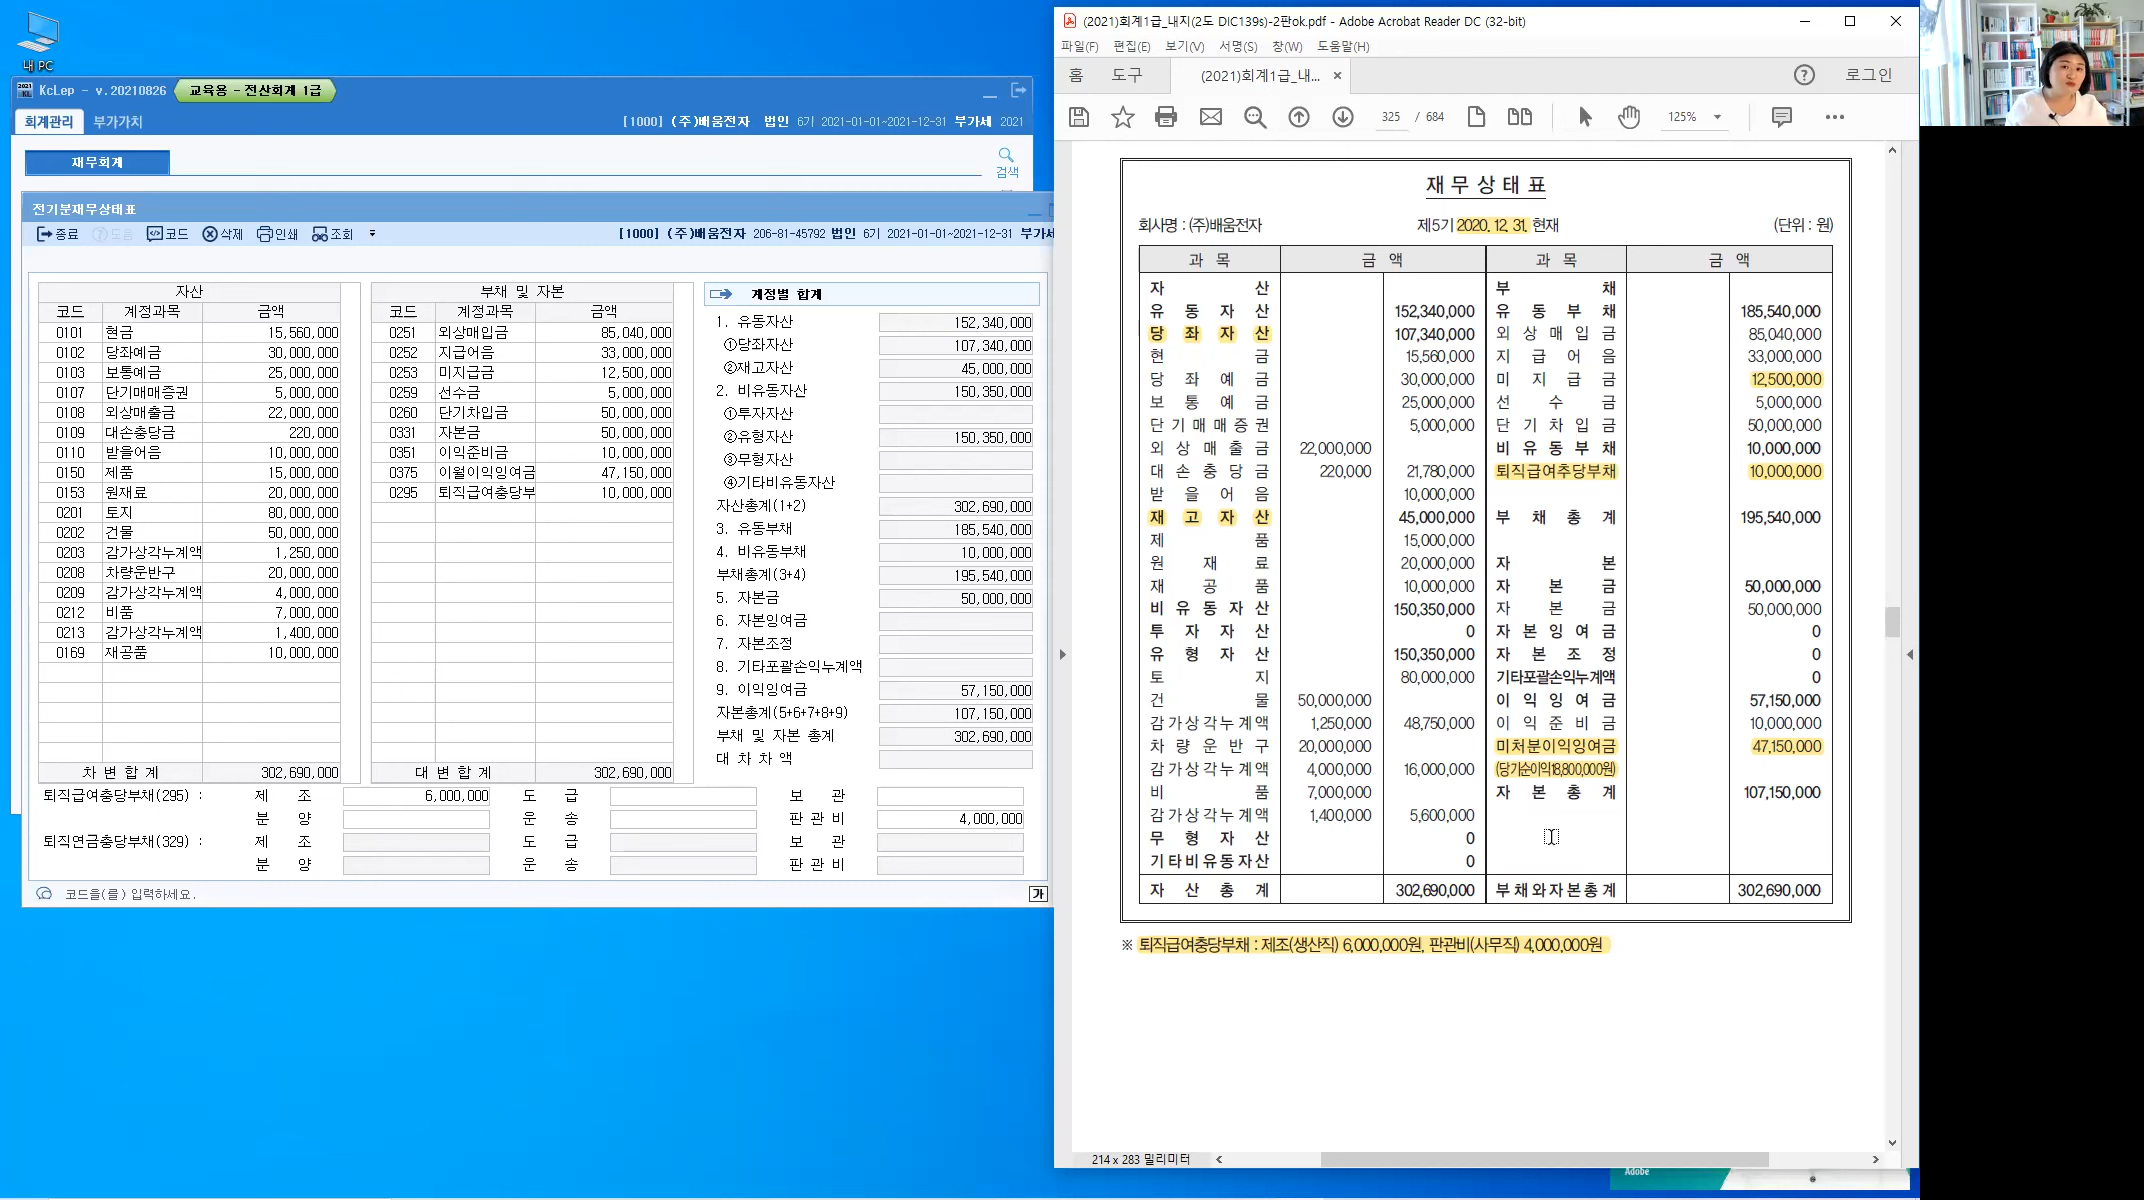 내 PC
KcLep - v.20210826 교육용 - 전산회계 1급
회계관리 부가가치
[1000] (주)배움전자 법인 6기 2021-01-01~2021-12-31 부가세 2021
재무회계
검색
전기분재무상태표
종료 도움 코드 삭제 인쇄 조회
[1000] (주)배움전자 206-81-45792 법인 6기 2021-01-01~2021-12-31 부가세
자산
코드 계정과목 금액
0101 현금 15,560,000
0102 당좌예금 30,000,000
0103 보통예금 25,000,000
0107 단기매매증권 5,000,000
0108 외상매출금 22,000,000
0109 대손충당금 220,000
0110 받을어음 10,000,000
0150 제품 15,000,000
0153 원재료 20,000,000
0201 토지 80,000,000
0202 건물 50,000,000
0203 감가상각누계액 1,250,000
0208 차량운반구 20,000,000
0209 감가상각누계액 4,000,000
0212 비품 7,000,000
0213 감가상각누계액 1,400,000
0169 재공품 10,000,000
차 변 합 계 302,690,000
부채 및 자본
코드 계정과목 금액
0251 외상매입금 85,040,000
0252 지급어음 33,000,000
0253 미지급금 12,500,000
0259 선수금 5,000,000
0260 단기차입금 50,000,000
0331 자본금 50,000,000
0351 이익준비금 10,000,000
0375 이월이익잉여금 47,150,000
0295 퇴직급여충당부 10,000,000
대 변 합 계 302,690,000
계정별 합계
1. 유동자산 152,340,000
①당좌자산 107,340,000
②재고자산 45,000,000
2. 비유동자산 150,350,000
①투자자산
②유형자산 150,350,000
③무형자산
④기타비유동자산
자산총계(1+2) 302,690,000
3. 유동부채 185,540,000
4. 비유동부채 10,000,000
부채총계(3+4) 195,540,000
5. 자본금 50,000,000
6. 자본잉여금
7. 자본조정
8. 기타포괄손익누계액
9. 이익잉여금 57,150,000
자본총계(5+6+7+8+9) 107,150,000
부채 및 자본 총계 302,690,000
대 차 차 액
퇴직급여충당부채(295) : 제 조 6,000,000 도 급 보 관
분 양 운 송 판 관 비 4,000,000
퇴직연금충당부채(329) : 제 조 도 급 보 관
분 양 운 송 판 관 비
코드을(를) 입력하세요. 가
(2021)회계1급_내지(2도 DIC139s)-2판ok.pdf - Adobe Acrobat Reader DC (32-bit)
파일(F) 편집(E) 보기(V) 서명(S) 창(W) 도움말(H)
홈 도구 (2021)회계1급_내... × 로그인
325 / 684 125%
재 무 상 태 표
회사명 : (주)배움전자 제5기 2020. 12. 31. 현재 (단위 : 원)
과 목 금 액 과 목 금 액
자 산 부 채
유 동 자 산 152,340,000 유 동 부 채 185,540,000
당 좌 자 산 107,340,000 외 상 매 입 금 85,040,000
현 금 15,560,000 지 급 어 음 33,000,000
당 좌 예 금 30,000,000 미 지 급 금 12,500,000
보 통 예 금 25,000,000 선 수 금 5,000,000
단 기 매 매 증 권 5,000,000 단 기 차 입 금 50,000,000
외 상 매 출 금 22,000,000 비 유 동 부 채 10,000,000
대 손 충 당 금 220,000 21,780,000 퇴직급여추당부채 10,000,000
받 을 어 음 10,000,000
재 고 자 산 45,000,000 부 채 총 계 195,540,000
제 품 15,000,000
원 재 료 20,000,000 자 본
재 공 품 10,000,000 자 본 금 50,000,000
비 유 동 자 산 150,350,000 자 본 금 50,000,000
투 자 자 산 0 자 본 잉 여 금 0
유 형 자 산 150,350,000 자 본 조 정 0
토 지 80,000,000 기타포괄손익누계액 0
건 물 50,000,000 이 익 잉 여 금 57,150,000
감가상각누계액 1,250,000 48,750,000 이 익 준 비 금 10,000,000
차 량 운 반 구 20,000,000 미처분이익잉여금 47,150,000
감가상각누계액 4,000,000 16,000,000 (당기순이익18,800,000원)
비 품 7,000,000 자 본 총 계 107,150,000
감가상각누계액 1,400,000 5,600,000
무 형 자 산 0
기타비유동자산 0
자 산 총 계 302,690,000 부 채 와 자 본 총 계 302,690,000
※ 퇴직급여충당부채 : 제조(생산직) 6,000,000원, 판관비(사무직) 4,000,000원
214 x 283 밀리미터
Adobe